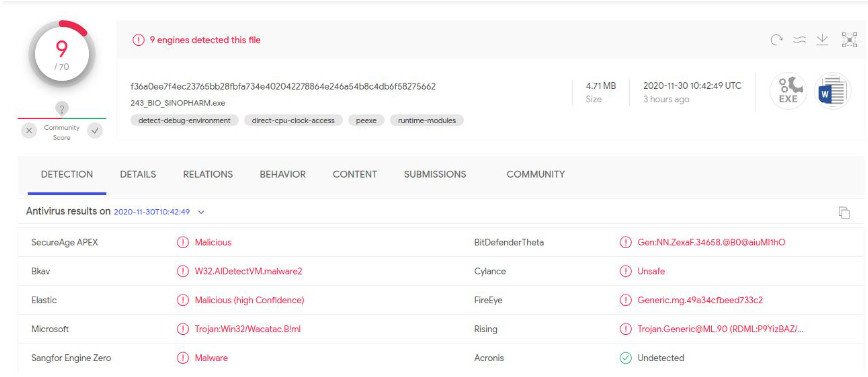 9
/ 70
9 engines detected this file
?
Community
Score
f36a0ee7f4ec23765bb28fbfa734e402042278864e246a54b8c4db6f58275662
243_BIO_SINOPHARM.exe
detect-debug-environment direct-cpu-clock-access peexe runtime-modules
4.71 MB
Size
2020-11-30 10:42:49 UTC
3 hours ago
EXE
W
DETECTION DETAILS RELATIONS BEHAVIOR CONTENT SUBMISSIONS COMMUNITY
Antivirus results on 2020-11-30T10:42:49
SecureAge APEX Malicious BitDefenderTheta Gen:NN.ZexaF.34658.@B0@aiuMI1hO
Bkav W32.AIDetectVM.malware2 Cylance Unsafe
Elastic Malicious (high Confidence) FireEye Generic.mg.49a34cfbeed733c2
Microsoft Trojan:Win32/Wacatac.B!ml Rising Trojan.Generic@ML.90 (RDML:P9YizBAZ/...
Sangfor Engine Zero Malware Acronis Undetected